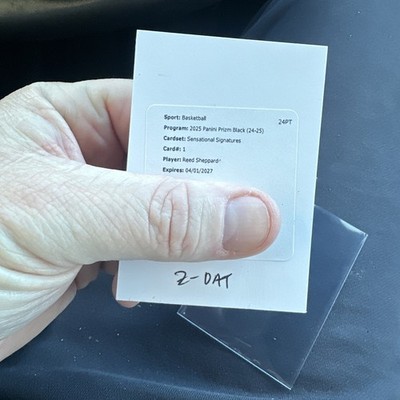 Sport: Basketball
24PT
Program: 2025 Panini Prizm Black (24-25)
Cardset: Sensational Signatures
Card#: 1
Player: Reed Sheppard
Expires: 04/01/2027
Z-DAT